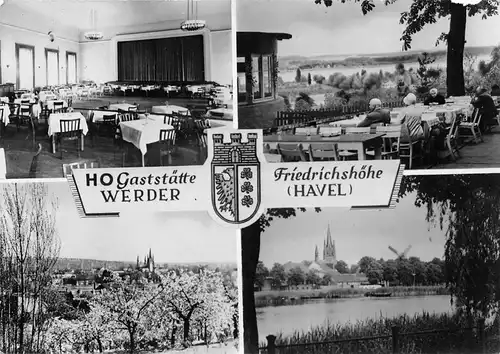 HO Gaststätte
WERDER
Friedrichshöhe
(HAVEL)